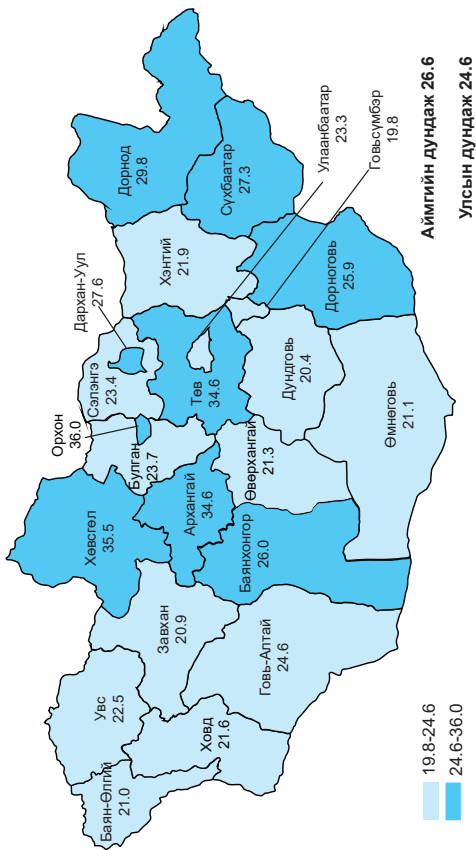 Дорнод
29.8
Сүхбаатар
27.3
Хэнтий
21.9
Улаанбаатар
23.3
Говьсүмбэр
19.8
Дархан-Уул
27.6
Сэлэнгэ
23.4
Төв
34.6
Дорноговь
25.9
Дундговь
20.4
Өмнөговь
21.1
Орхон
36.0
Булган
23.7
Өвөрхангай
21.3
Хөвсгөл
35.5
Архангай
34.6
Баянхонгор
26.0
Завхан
20.9
Говь-Алтай
24.6
Увс
22.5
Ховд
21.6
Баян-Өлгий
21.0
19.8-24.6
24.6-36.0
Аймгийн дундаж 26.6
Улсын дундаж 24.6